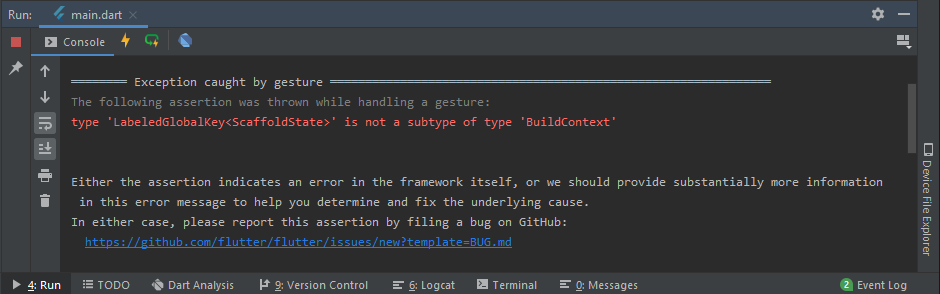 Run: main.dart
Console
════════ Exception caught by gesture ═══════════════════════════════════════════════════════════════
The following assertion was thrown while handling a gesture:
type 'LabeledGlobalKey<ScaffoldState>' is not a subtype of type 'BuildContext'
Either the assertion indicates an error in the framework itself, or we should provide substantially more information
in this error message to help you determine and fix the underlying cause.
In either case, please report this assertion by filing a bug on GitHub:
https://github.com/flutter/flutter/issues/new?template=BUG.md
Device File Explorer
4: Run TODO Dart Analysis 9: Version Control 6: Logcat Terminal 0: Messages 2 Event Log